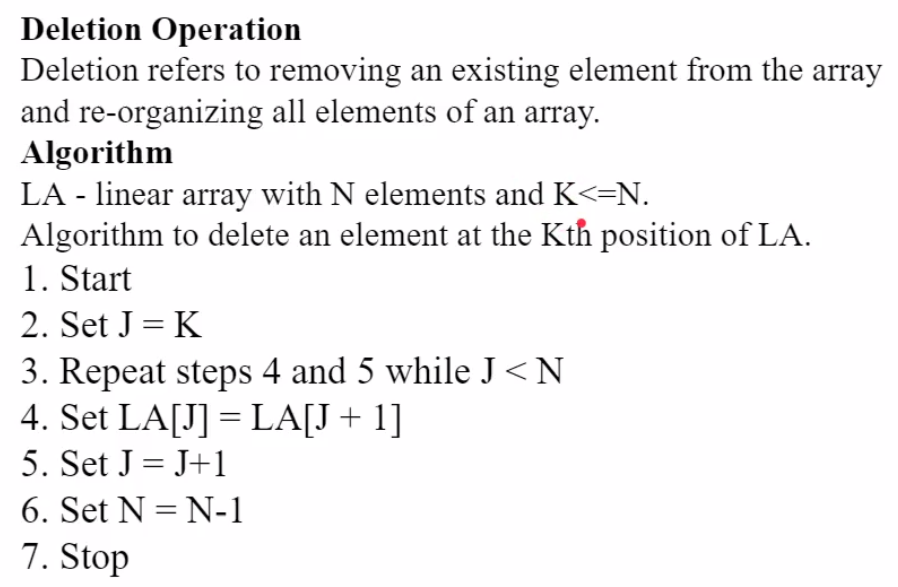 Deletion Operation
Deletion refers to removing an existing element from the array
and re-organizing all elements of an array.
Algorithm
LA - linear array with N elements and K<=N.
Algorithm to delete an element at the Kth position of LA.
1. Start
2. Set J = K
3. Repeat steps 4 and 5 while J < N
4. Set LA[J] = LA[J + 1]
5. Set J = J+1
6. Set N = N-1
7. Stop